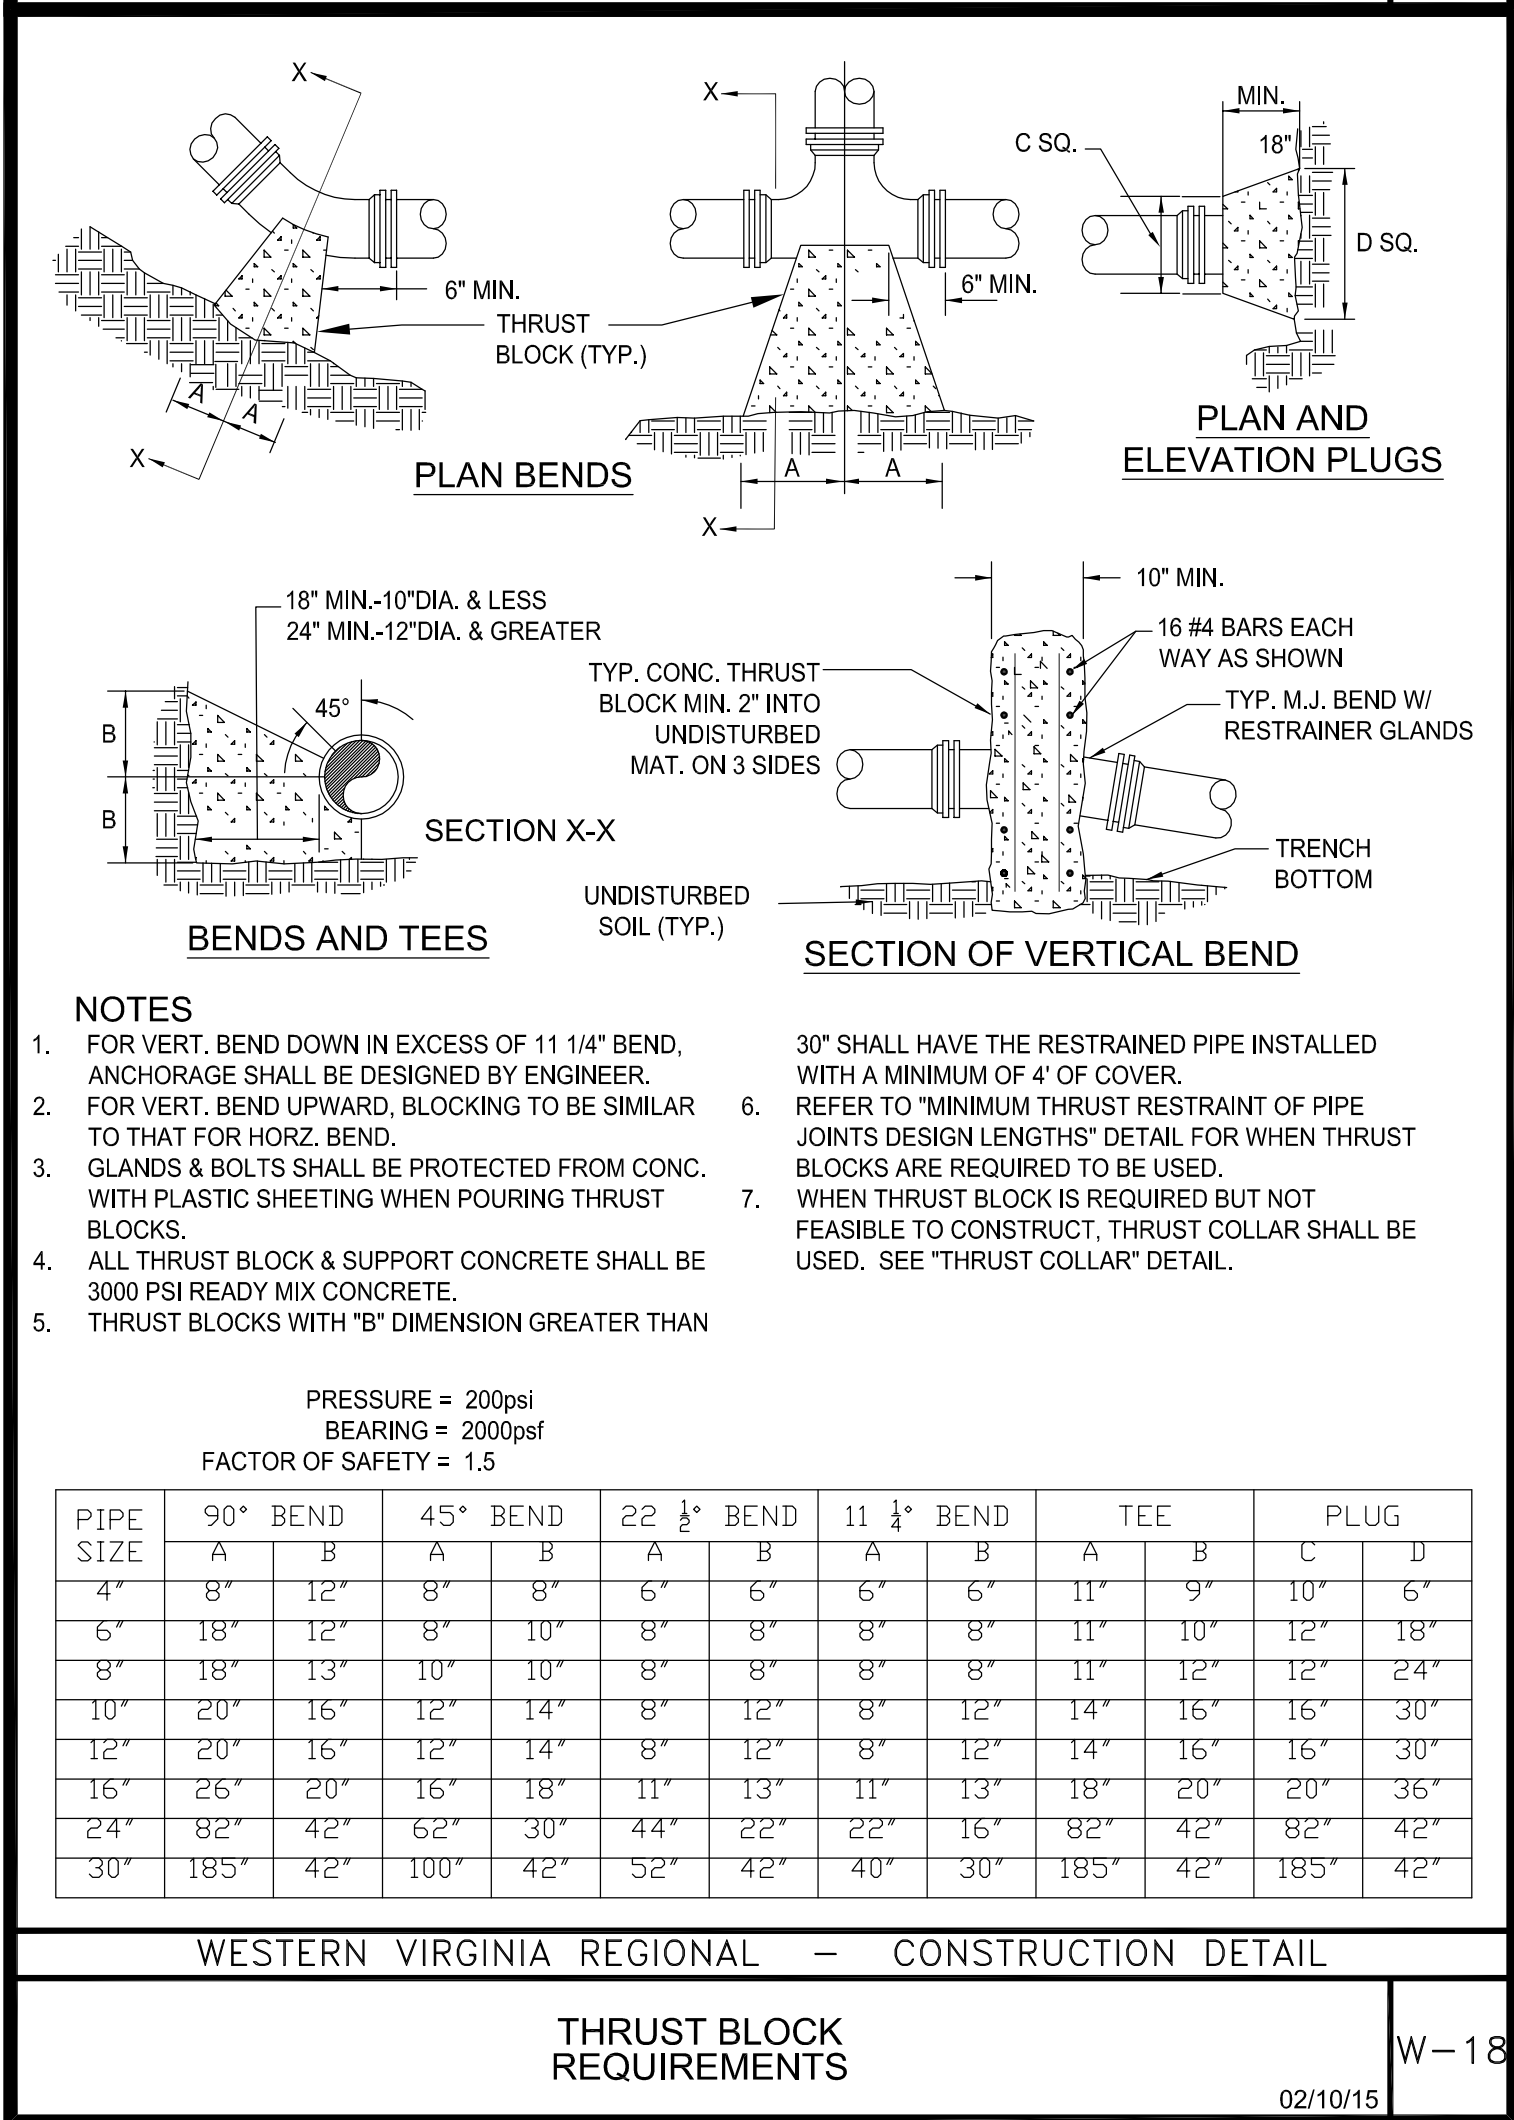 X
X
MIN.
C SQ.
18"
D SQ.
6" MIN.
6" MIN.
THRUST
BLOCK (TYP.)
A
A
X
PLAN BENDS
A
A
X
PLAN AND
ELEVATION PLUGS
18" MIN.-10"DIA. & LESS
24" MIN.-12"DIA. & GREATER
45°
B
B
SECTION X-X
BENDS AND TEES
10" MIN.
16 #4 BARS EACH
WAY AS SHOWN
TYP. CONC. THRUST
BLOCK MIN. 2" INTO
UNDISTURBED
MAT. ON 3 SIDES
TYP. M.J. BEND W/
RESTRAINER GLANDS
TRENCH
BOTTOM
UNDISTURBED
SOIL (TYP.)
SECTION OF VERTICAL BEND
NOTES
1. FOR VERT. BEND DOWN IN EXCESS OF 11 1/4" BEND,
ANCHORAGE SHALL BE DESIGNED BY ENGINEER.
2. FOR VERT. BEND UPWARD, BLOCKING TO BE SIMILAR
TO THAT FOR HORZ. BEND.
3. GLANDS & BOLTS SHALL BE PROTECTED FROM CONC.
WITH PLASTIC SHEETING WHEN POURING THRUST
BLOCKS.
4. ALL THRUST BLOCK & SUPPORT CONCRETE SHALL BE
3000 PSI READY MIX CONCRETE.
5. THRUST BLOCKS WITH "B" DIMENSION GREATER THAN
30" SHALL HAVE THE RESTRAINED PIPE INSTALLED
WITH A MINIMUM OF 4' OF COVER.
6. REFER TO "MINIMUM THRUST RESTRAINT OF PIPE
JOINTS DESIGN LENGTHS" DETAIL FOR WHEN THRUST
BLOCKS ARE REQUIRED TO BE USED.
7. WHEN THRUST BLOCK IS REQUIRED BUT NOT
FEASIBLE TO CONSTRUCT, THRUST COLLAR SHALL BE
USED. SEE "THRUST COLLAR" DETAIL.
PRESSURE = 200psi
BEARING = 2000psf
FACTOR OF SAFETY = 1.5
PIPE SIZE 90° BEND 45° BEND 22 1/2° BEND 11 1/4° BEND TEE PLUG
A B A B A B A B A B C D
4" 8" 12" 8" 8" 6" 6" 6" 6" 11" 9" 10" 6"
6" 18" 12" 8" 10" 8" 8" 8" 8" 11" 10" 12" 18"
8" 18" 13" 10" 10" 8" 8" 8" 8" 11" 12" 12" 24"
10" 20" 16" 12" 14" 8" 12" 8" 12" 14" 16" 16" 30"
12" 20" 16" 12" 14" 8" 12" 8" 12" 14" 16" 16" 30"
16" 26" 20" 16" 18" 11" 13" 11" 13" 18" 20" 20" 36"
24" 82" 42" 62" 30" 44" 22" 22" 16" 82" 42" 82" 42"
30" 185" 42" 100" 42" 52" 42" 40" 30" 185" 42" 185" 42"
WESTERN VIRGINIA REGIONAL - CONSTRUCTION DETAIL
THRUST BLOCK
REQUIREMENTS
W-18
02/10/15